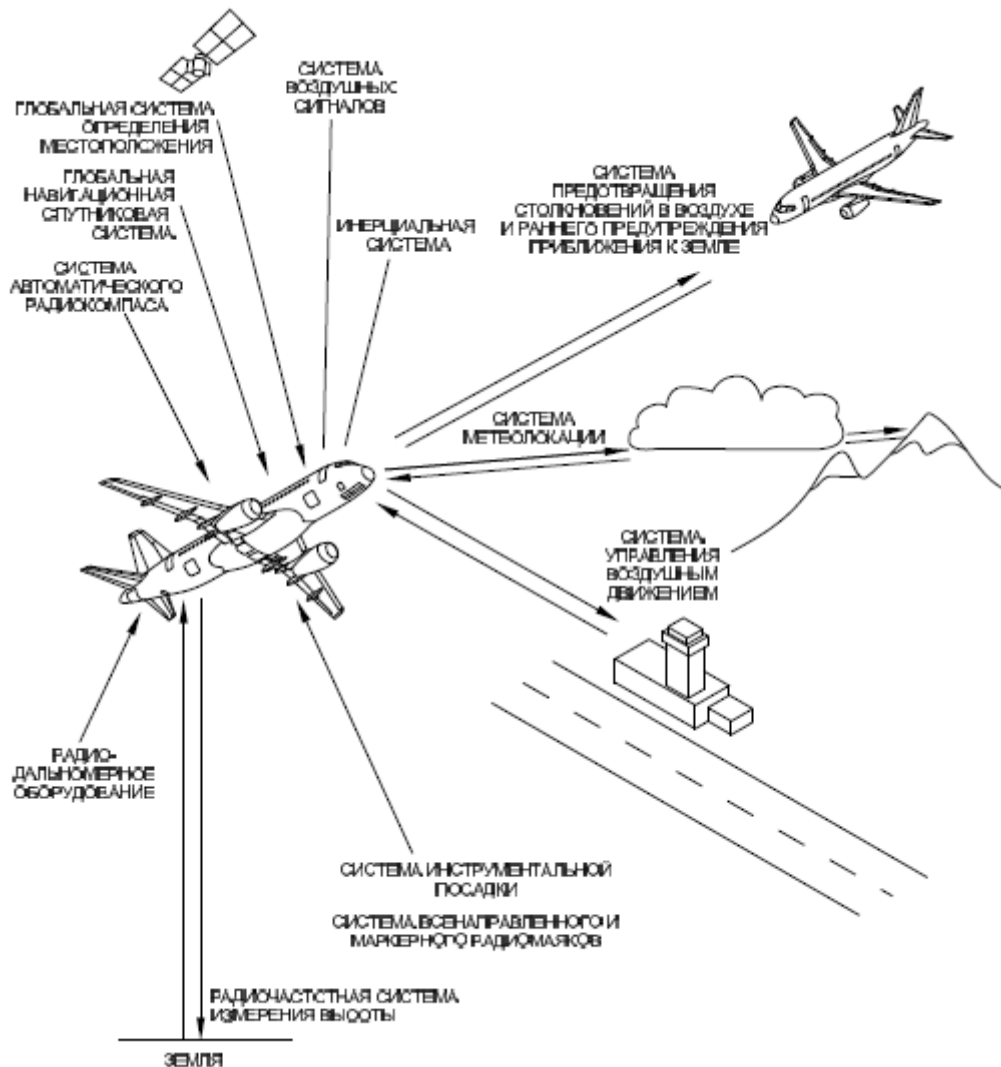 СИСТЕМА
ВОЗДУШНЫХ
СИГНАЛОВ
ГЛОБАЛЬНАЯ СИСТЕМА
ОПРЕДЕЛЕНИЯ
МЕСТОПОЛОЖЕНИЯ
ГЛОБАЛЬНАЯ
НАВИГАЦИОННАЯ
СПУТНИКОВАЯ
СИСТЕМА
СИСТЕМА
АВТОМАТИЧЕСКОГО
РАДИОКОМПАСА
ИНЕРЦИАЛЬНАЯ
СИСТЕМА
СИСТЕМА
ПРЕДОТВРАЩЕНИЯ
СТОЛКНОВЕНИЙ В ВОЗДУХЕ
И РАННЕГО ПРЕДУПРЕЖДЕНИЯ
ПРИБЛИЖЕНИЯ К ЗЕМЛЕ
СИСТЕМА
МЕТЕОЛОКАЦИИ
СИСТЕМА
УПРАВЛЕНИЯ
ВОЗДУШНЫМ
ДВИЖЕНИЕМ
РАДИО-
ДАЛЬНОМЕРНОЕ
ОБОРУДОВАНИЕ
СИСТЕМА ИНСТРУМЕНТАЛЬНОЙ
ПОСАДКИ
СИСТЕМА ВСЕНАПРАВЛЕННОГО И
МАРКЕРНОГО РАДИОМАЯКОВ
РАДИОЧАСТОТНАЯ СИСТЕМА
ИЗМЕРЕНИЯ ВЫСОТЫ
ЗЕМЛЯ